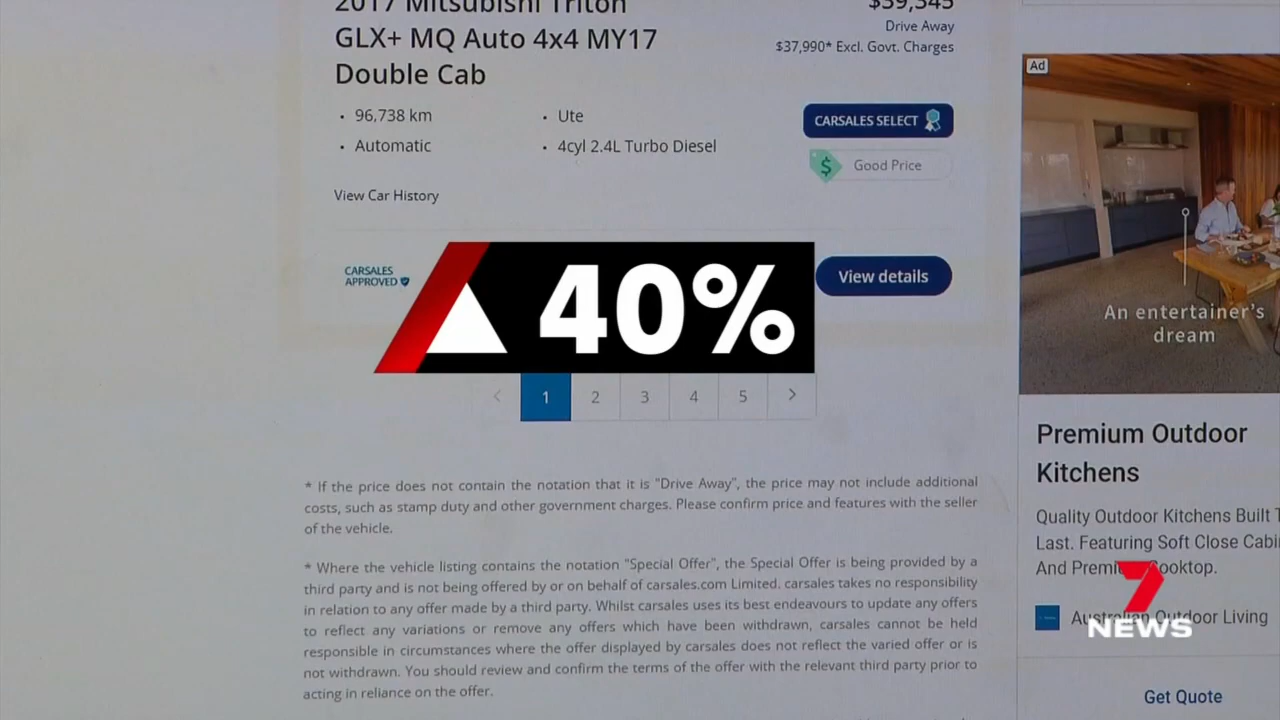 2017 Mitsubishi Triton
GLX+ MQ Auto 4x4 MY17
Double Cab
$39,345
Drive Away
$37,990* Excl. Govt. Charges
• 96,738 km
• Ute
• Automatic
• 4cyl 2.4L Turbo Diesel
CARSALES SELECT
$ Good Price
View Car History
CARSALES
APPROVED
View details
▲ 40%
< 1 2 3 4 5 >
* If the price does not contain the notation that it is "Drive Away", the price may not include additional
costs, such as stamp duty and other government charges. Please confirm price and features with the seller
of the vehicle.
* Where the vehicle listing contains the notation "Special Offer", the Special Offer is being provided by a
third party and is not being offered by or on behalf of carsales.com Limited. carsales takes no responsibility
in relation to any offer made by a third party. Whilst carsales uses its best endeavours to update any offers
to reflect any variations or remove any offers which have been withdrawn, carsales cannot be held
responsible in circumstances where the offer displayed by carsales does not reflect the varied offer or is
not withdrawn. You should review and confirm the terms of the offer with the relevant third party prior to
acting in reliance on the offer.
Ad
An entertainer's
dream
Premium Outdoor
Kitchens
Quality Outdoor Kitchens Built T
Last. Featuring Soft Close Cabi
And Premi Cooktop.
Australian Outdoor Living
7
NEWS
Get Quote